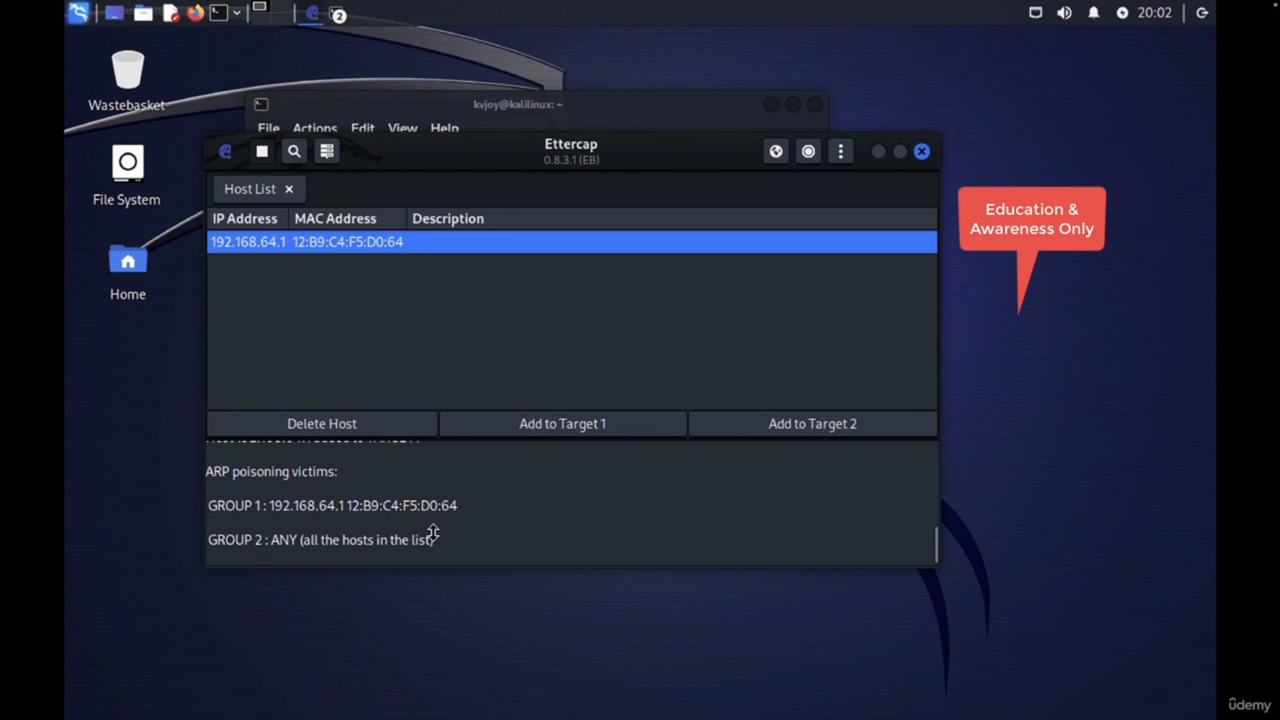 20:02
2
Wastebasket
File System
Home
kvjoy@kalilinux: ~
File Actions Edit View Help
Ettercap
0.8.3.1 (EB)
Host List
IP Address MAC Address Description
192.168.64.1 12:B9:C4:F5:D0:64
Delete Host Add to Target 1 Add to Target 2
ARP poisoning victims:
GROUP 1 : 192.168.64.1 12:B9:C4:F5:D0:64
GROUP 2 : ANY (all the hosts in the list)
Education &
Awareness Only
ûdemy